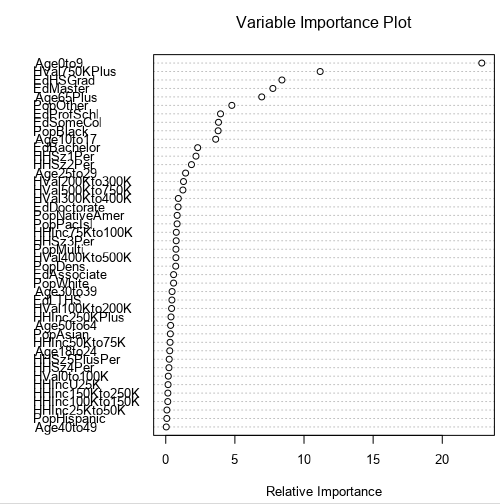 Variable Importance Plot
Age0to9
HVal750KPlus
EdHSGrad
EdMaster
Age65Plus
PopOther
EdProfSchl
EdSomeCol
PopBlack
Age10to17
EdBachelor
HHSz1Per
HHSz2Per
Age25to29
HVal200Kto300K
HVal500Kto750K
HVal300Kto400K
EdDoctorate
PopNativeAmer
PopPacIsl
HHInc75Kto100K
HHSz3Per
PopMulti
HVal400Kto500K
PopDens
EdAssociate
PopWhite
Age30to39
EdLTHS
HVal100Kto200K
HHInc250KPlus
Age50to64
PopAsian
HHInc50Kto75K
Age18to24
HHSz5PlusPer
HHSz4Per
HVal0to100K
HHIncU25K
HHInc150Kto250K
HHInc100Kto150K
HHInc25Kto50K
PopHispanic
Age40to49
0 5 10 15 20
Relative Importance